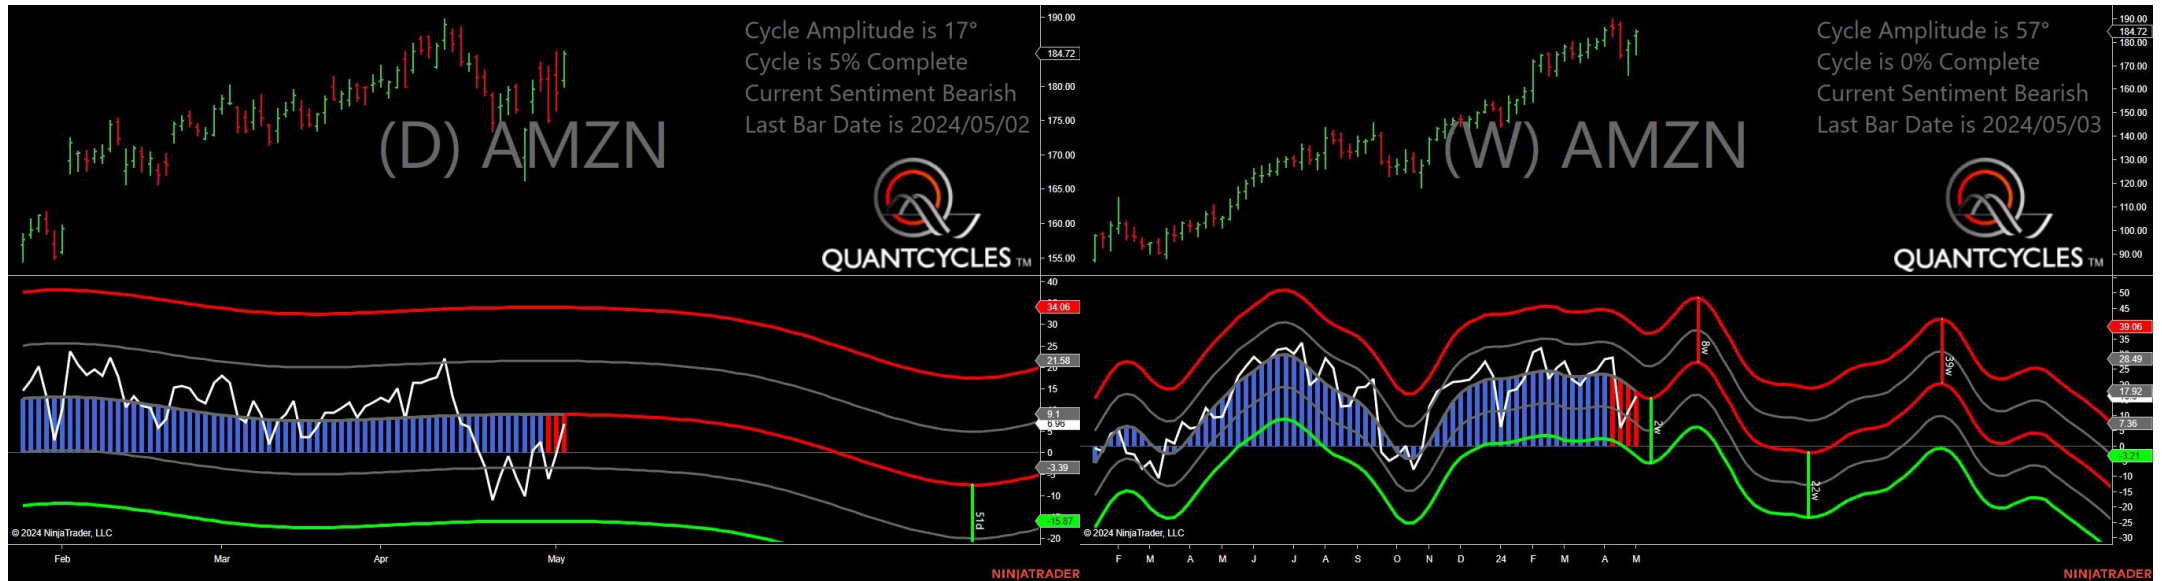 Cycle Amplitude is 17°
Cycle is 5% Complete
Current Sentiment Bearish
Last Bar Date is 2024/05/02
(D) AMZN
QUANTCYCLES TM
190.00
184.72
180.00
175.00
170.00
165.00
160.00
155.00
40
34.06
30
25
21.58
20
15
9.1
6.96
0
-3.39
-5
-10
-15.87
-20
51d
© 2024 NinjaTrader, LLC
Feb
Mar
Apr
May
NINJATRADER
Cycle Amplitude is 57°
Cycle is 0% Complete
Current Sentiment Bearish
Last Bar Date is 2024/05/03
(W) AMZN
QUANTCYCLES TM
190.00
184.72
180.00
170.00
160.00
150.00
140.00
130.00
120.00
110.00
100.00
90.00
50
45
39.06
35
28.49
25
17.92
10
7.36
0
-3.21
-10
-15
-20
-25
-30
8w
39w
2w
22w
© 2024 NinjaTrader, LLC
F
M
A
M
J
J
A
S
O
N
D
24
F
M
A
M
NINJATRADER